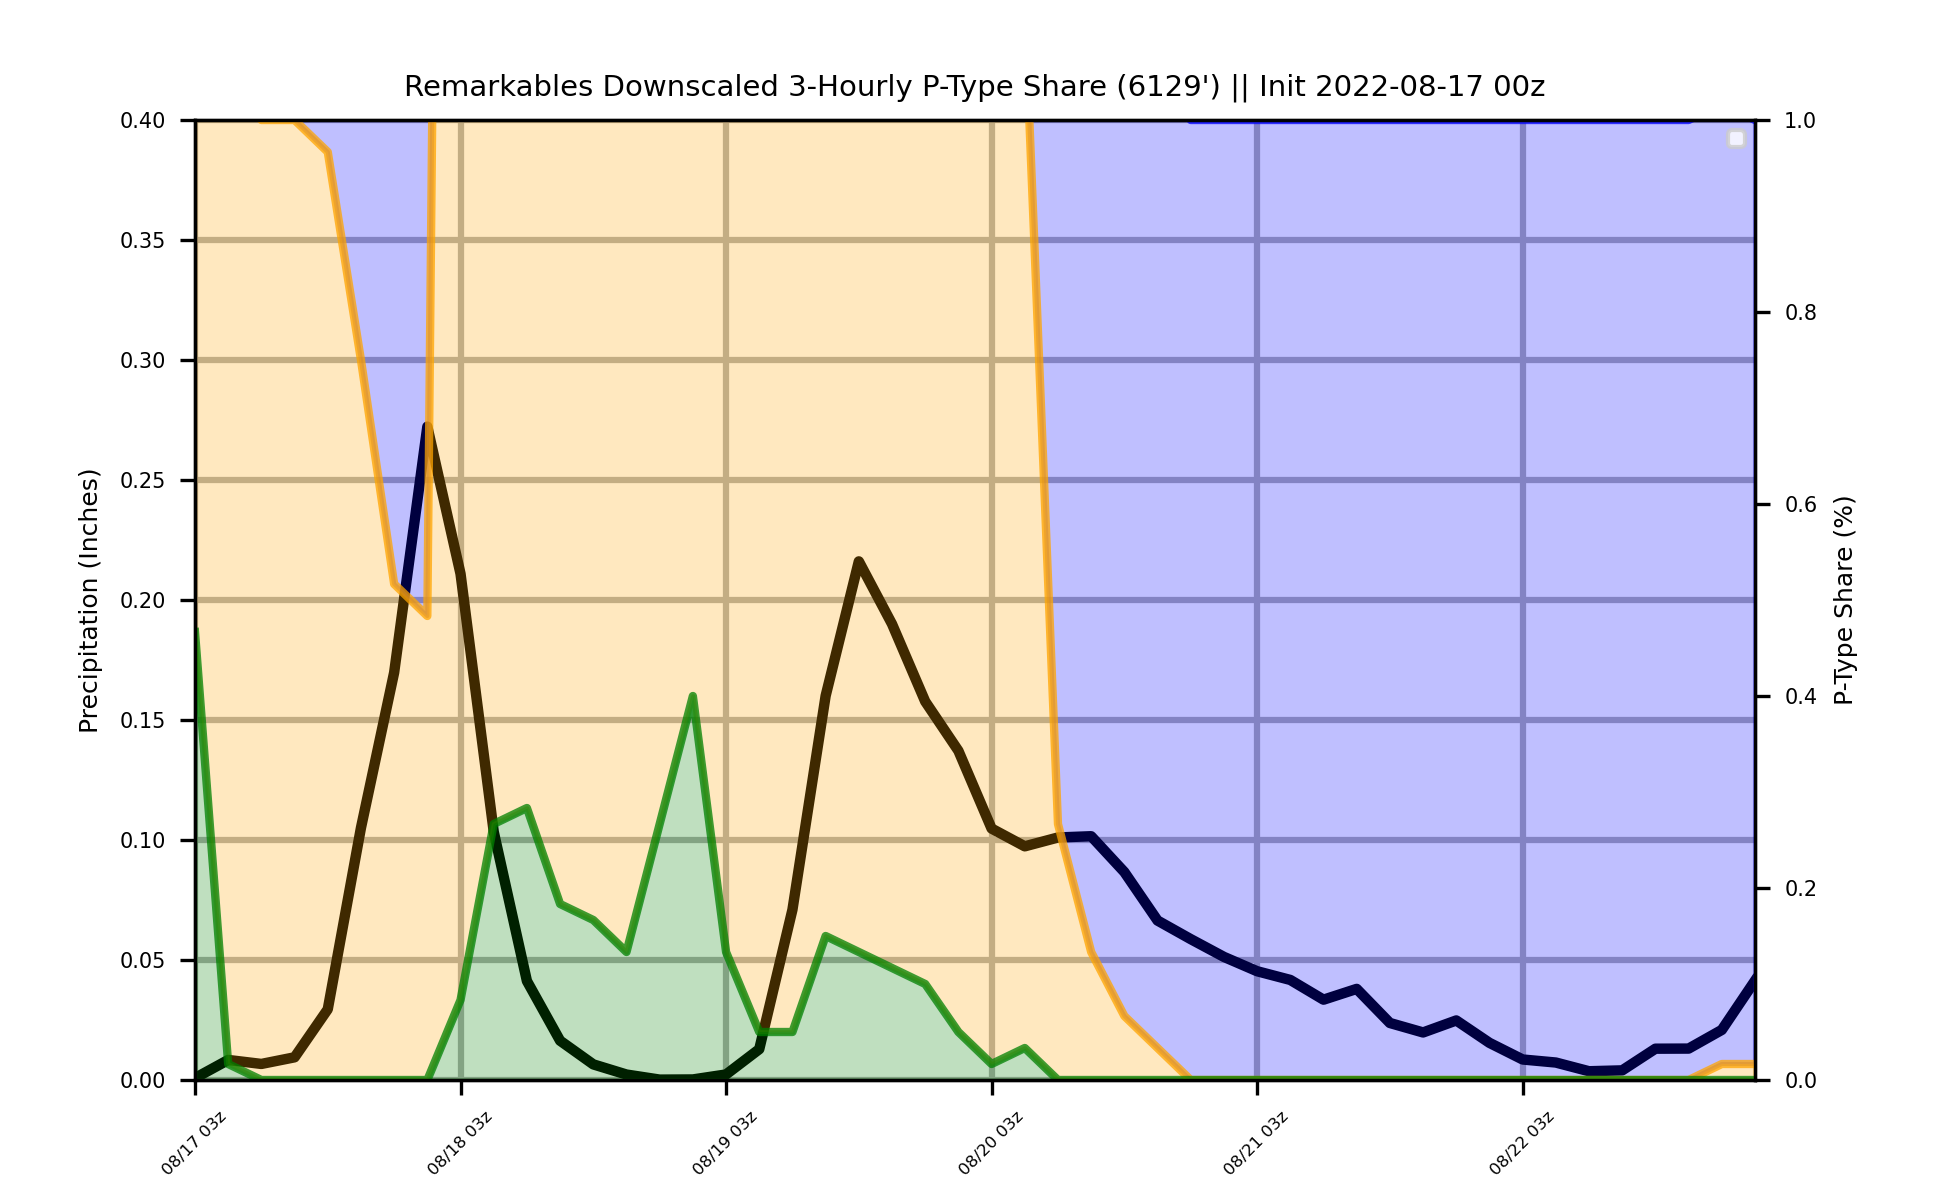 Remarkables Downscaled 3-Hourly P-Type Share (6129') || Init 2022-08-17 00z
Precipitation (Inches)
0.40
0.35
0.30
0.25
0.20
0.15
0.10
0.05
0.00
1.0
0.8
0.6
0.4
0.2
0.0
P-Type Share (%)
08/17 03z
08/18 03z
08/19 03z
08/20 03z
08/21 03z
08/22 03z